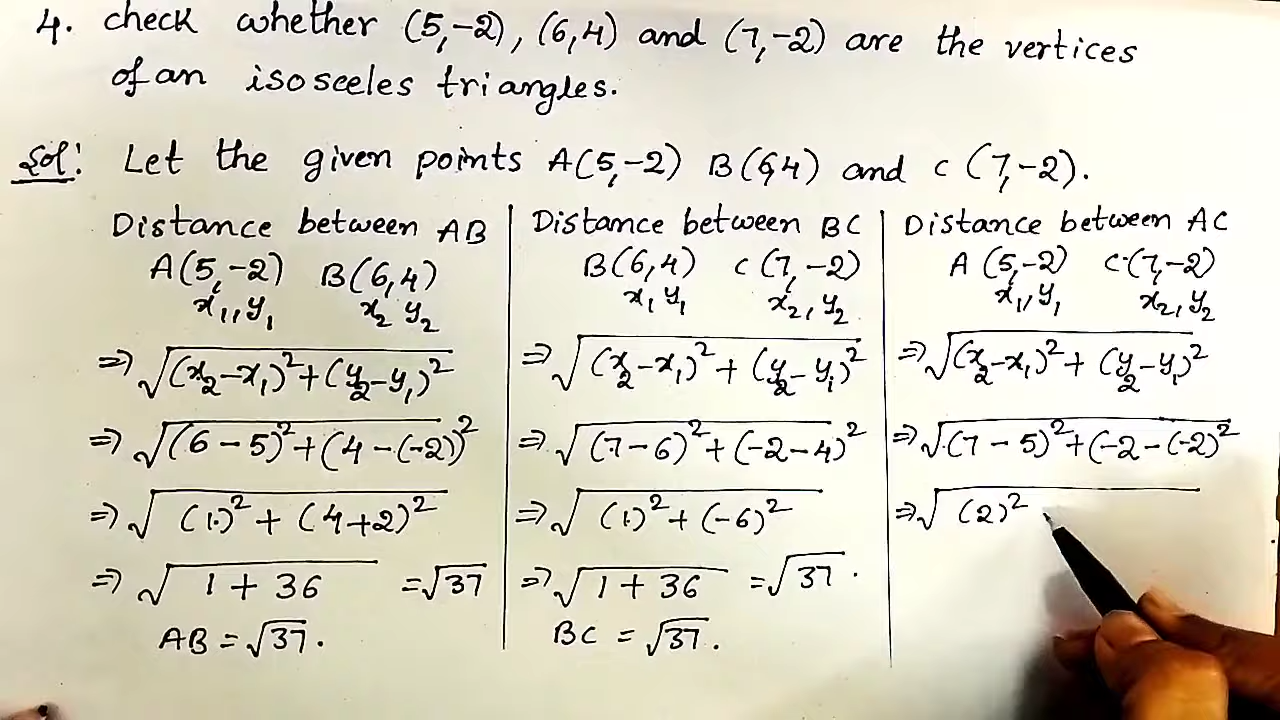 4. check whether (5,-2), (6,4) and (7,-2) are the vertices
of an isosceles triangles.
Sol: Let the given points A(5,-2) B(6,4) and C (7,-2).
Distance between AB
A(5,-2) B(6,4)
x₁, y₁ x₂ y₂
⇒ √(x₂-x₁)²+(y₂-y₁)²
⇒ √(6-5)²+(4-(-2))²
⇒ √(1)²+(4+2)²
⇒ √1+36 =√37
AB=√37.
Distance between BC
B(6,4) C(7,-2)
x₁ y₁ x₂, y₂
⇒ √(x₂-x₁)²+(y₂-y₁)²
⇒ √(7-6)²+(-2-4)²
⇒ √(1)²+(-6)²
⇒ √1+36 =√37.
BC =√37.
Distance between AC
A (5,-2) C(7,-2)
x₁, y₁ x₂, y₂
⇒ √(x₂-x₁)²+(y₂-y₁)²
⇒ √(7-5)²+(-2-(-2)²
⇒ √(2)²